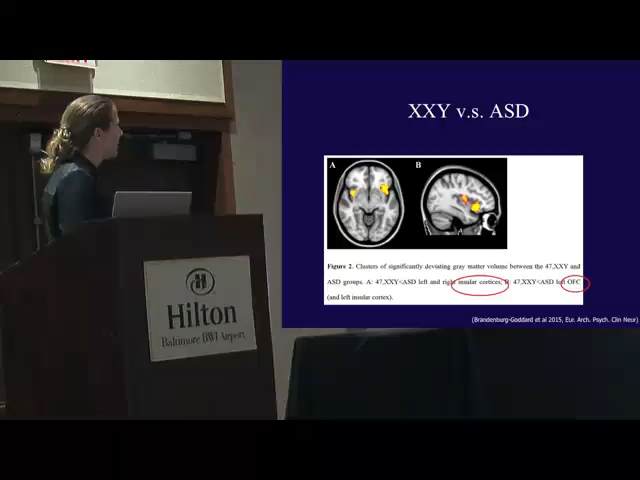 XXY v.s. ASD
A
B
Figure 2. Clusters of significantly deviating gray matter volume between the 47,XXY and
ASD groups. A: 47,XXY<ASD left and right insular cortices; B: 47,XXY<ASD left OFC
(and left insular cortex).
(Brandenburg-Goddard et al 2015, Eur. Arch. Psych. Clin Neur)
Hilton
Baltimore BWI Airport